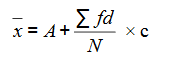 x̄ = A + ∑ fd / N × c